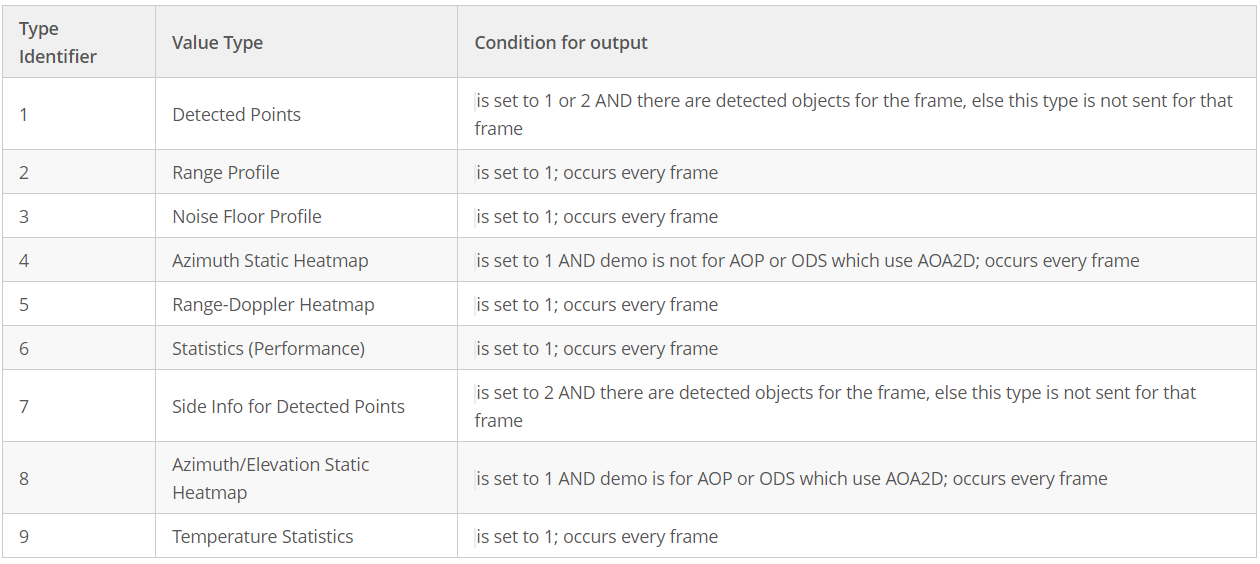 Type
Identifier
Value Type
Condition for output
1
Detected Points
is set to 1 or 2 AND there are detected objects for the frame, else this type is not sent for that
frame
2
Range Profile
is set to 1; occurs every frame
3
Noise Floor Profile
is set to 1; occurs every frame
4
Azimuth Static Heatmap
is set to 1 AND demo is not for AOP or ODS which use AOA2D; occurs every frame
5
Range-Doppler Heatmap
is set to 1; occurs every frame
6
Statistics (Performance)
is set to 1; occurs every frame
7
Side Info for Detected Points
is set to 2 AND there are detected objects for the frame, else this type is not sent for that
frame
8
Azimuth/Elevation Static
Heatmap
is set to 1 AND demo is for AOP or ODS which use AOA2D; occurs every frame
9
Temperature Statistics
is set to 1; occurs every frame